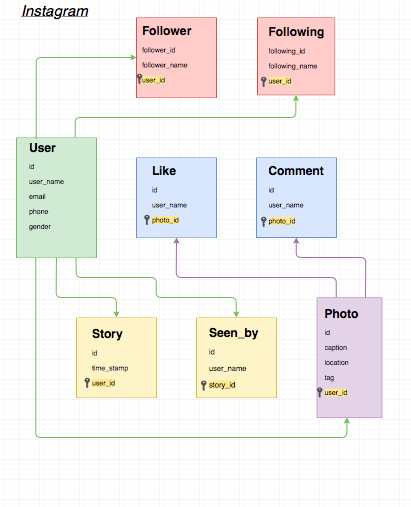 Instagram
Follower
follower_id
follower_name
user_id
Following
following_id
following_name
user_id
User
id
user_name
email
phone
gender
Like
id
user_name
photo_id
Comment
id
user_name
photo_id
Story
id
time_stamp
user_id
Seen_by
id
user_name
story_id
Photo
id
caption
location
tag
user_id